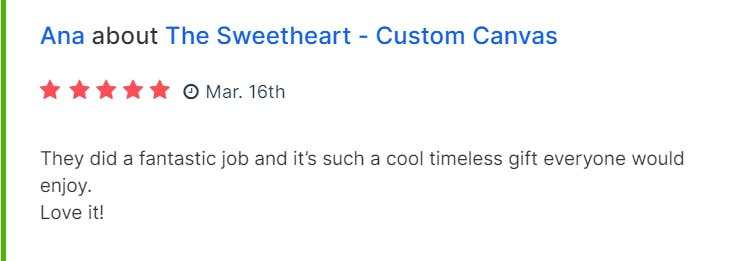 Ana about The Sweetheart - Custom Canvas
Mar. 16th
They did a fantastic job and it’s such a cool timeless gift everyone would
enjoy.
Love it!